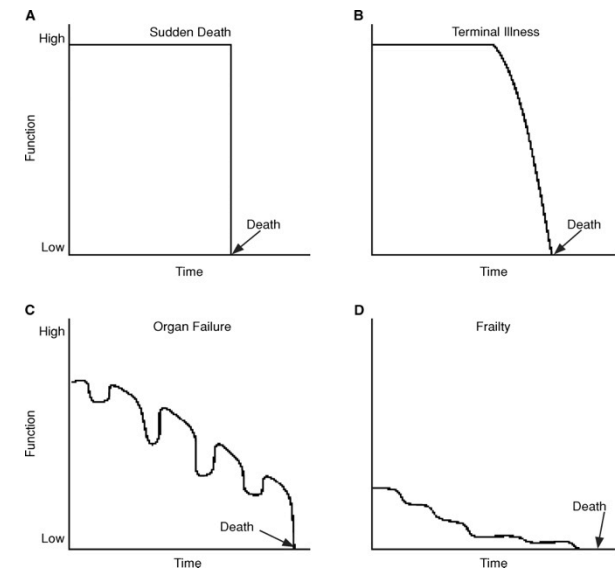 A
Sudden Death
High
Function
Death
Low
Time
B
Terminal Illness
Death
Time
C
Organ Failure
High
Function
Death
Low
Time
D
Frailty
Death
Time